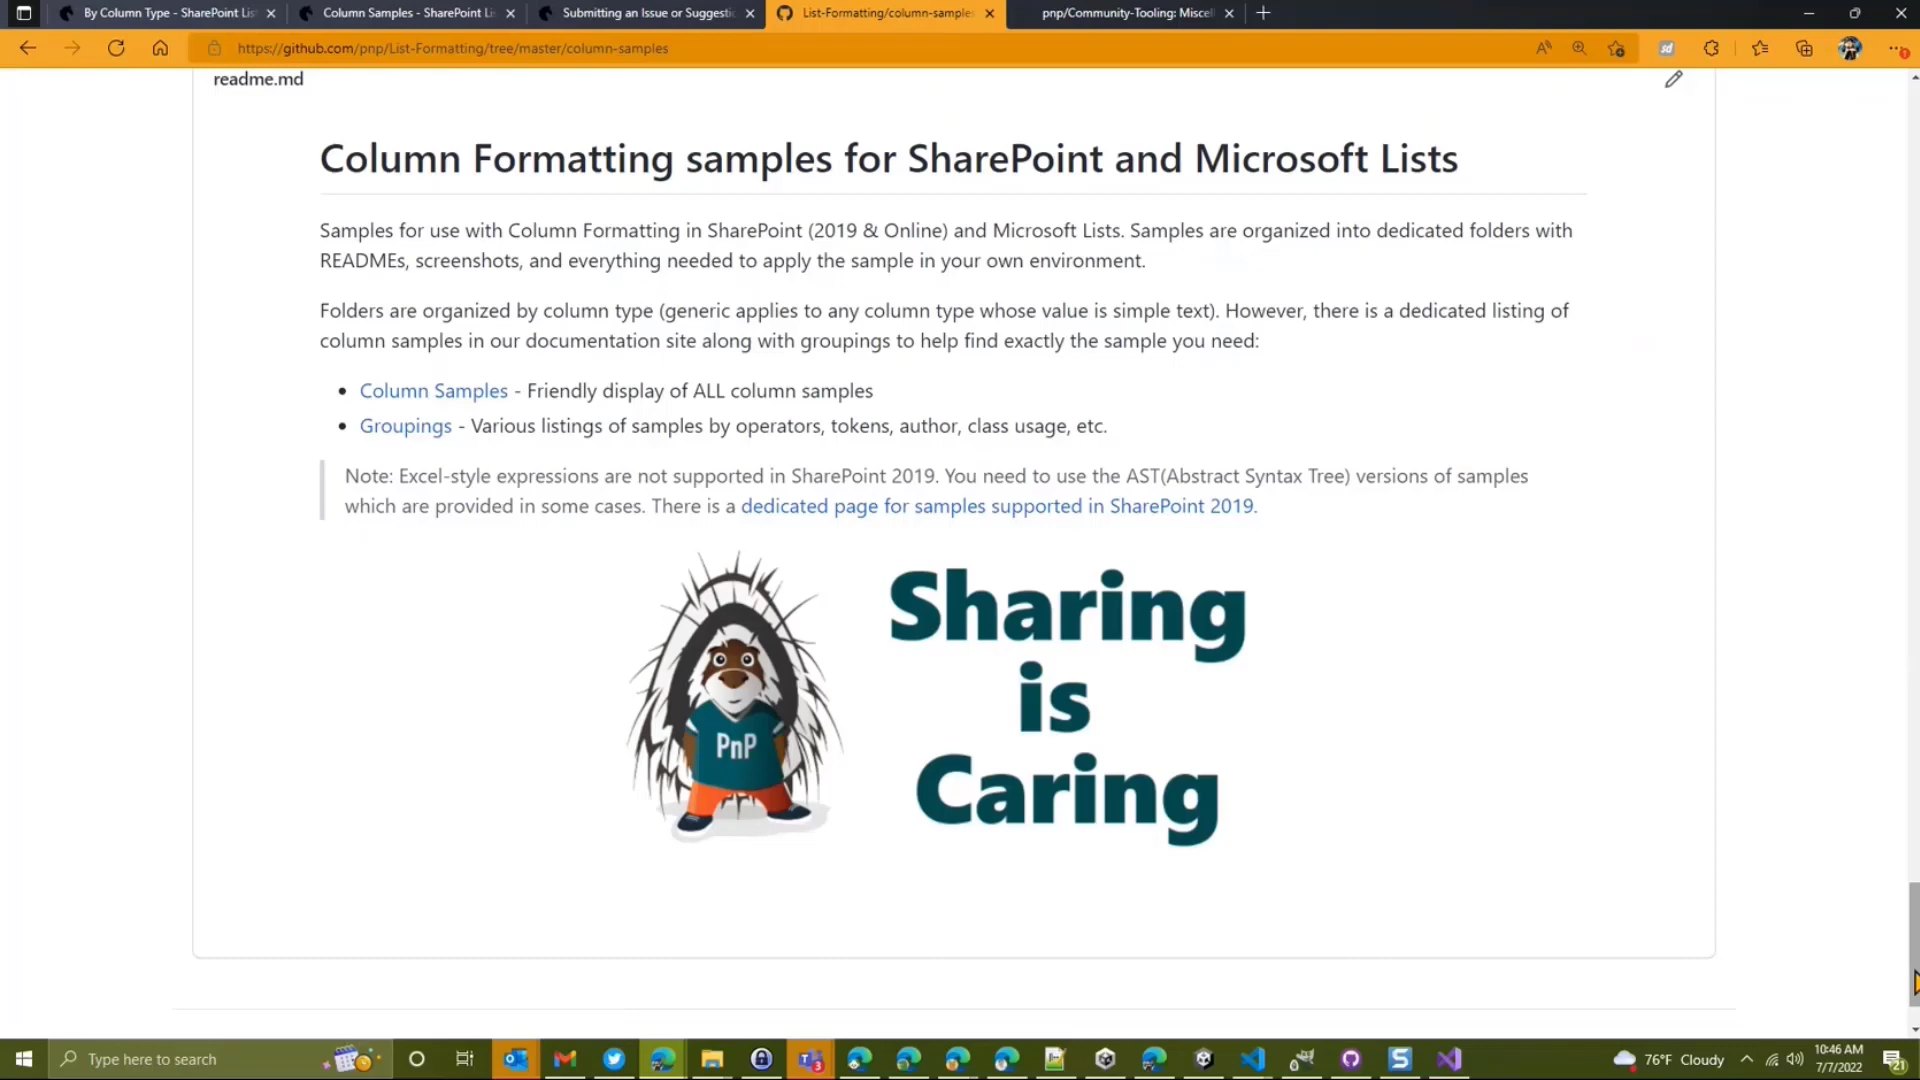 By Column Type - SharePoint Lis
Column Samples - SharePoint Li
Submitting an Issue or Suggesti
List-Formatting/column-samples
pnp/Community-Tooling: Miscel
https://github.com/pnp/List-Formatting/tree/master/column-samples
readme.md
Column Formatting samples for SharePoint and Microsoft Lists
Samples for use with Column Formatting in SharePoint (2019 & Online) and Microsoft Lists. Samples are organized into dedicated folders with
READMEs, screenshots, and everything needed to apply the sample in your own environment.
Folders are organized by column type (generic applies to any column type whose value is simple text). However, there is a dedicated listing of
column samples in our documentation site along with groupings to help find exactly the sample you need:
• Column Samples - Friendly display of ALL column samples
• Groupings - Various listings of samples by operators, tokens, author, class usage, etc.
Note: Excel-style expressions are not supported in SharePoint 2019. You need to use the AST(Abstract Syntax Tree) versions of samples
which are provided in some cases. There is a dedicated page for samples supported in SharePoint 2019.
PnP
Sharing
is
Caring
Type here to search
76°F Cloudy
10:46 AM
7/7/2022
21